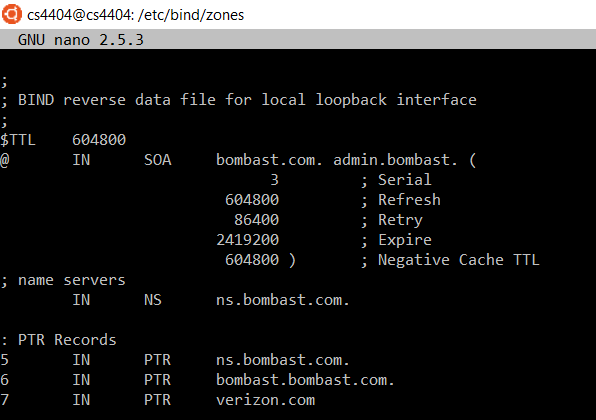 cs4404@cs4404: /etc/bind/zones
GNU nano 2.5.3
;
; BIND reverse data file for local loopback interface
;
$TTL 604800
@ IN SOA bombast.com. admin.bombast. (
3 ; Serial
604800 ; Refresh
86400 ; Retry
2419200 ; Expire
604800 ) ; Negative Cache TTL
; name servers
IN NS ns.bombast.com.
: PTR Records
5 IN PTR ns.bombast.com.
6 IN PTR bombast.bombast.com.
7 IN PTR verizon.com